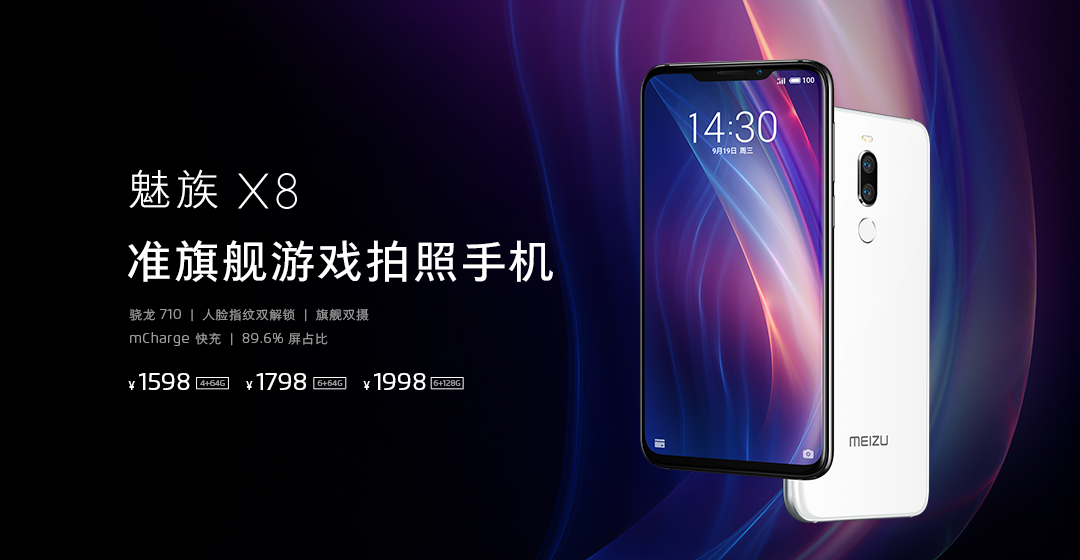 魅族 X8
准旗舰游戏拍照手机
骁龙 710 | 人脸指纹双解锁 | 旗舰双摄
mCharge 快充 | 89.6% 屏占比
¥ 1598 4+64G ¥ 1798 6+64G ¥ 1998 6+128G
100
14:30
9月19日 周三
MEIZU